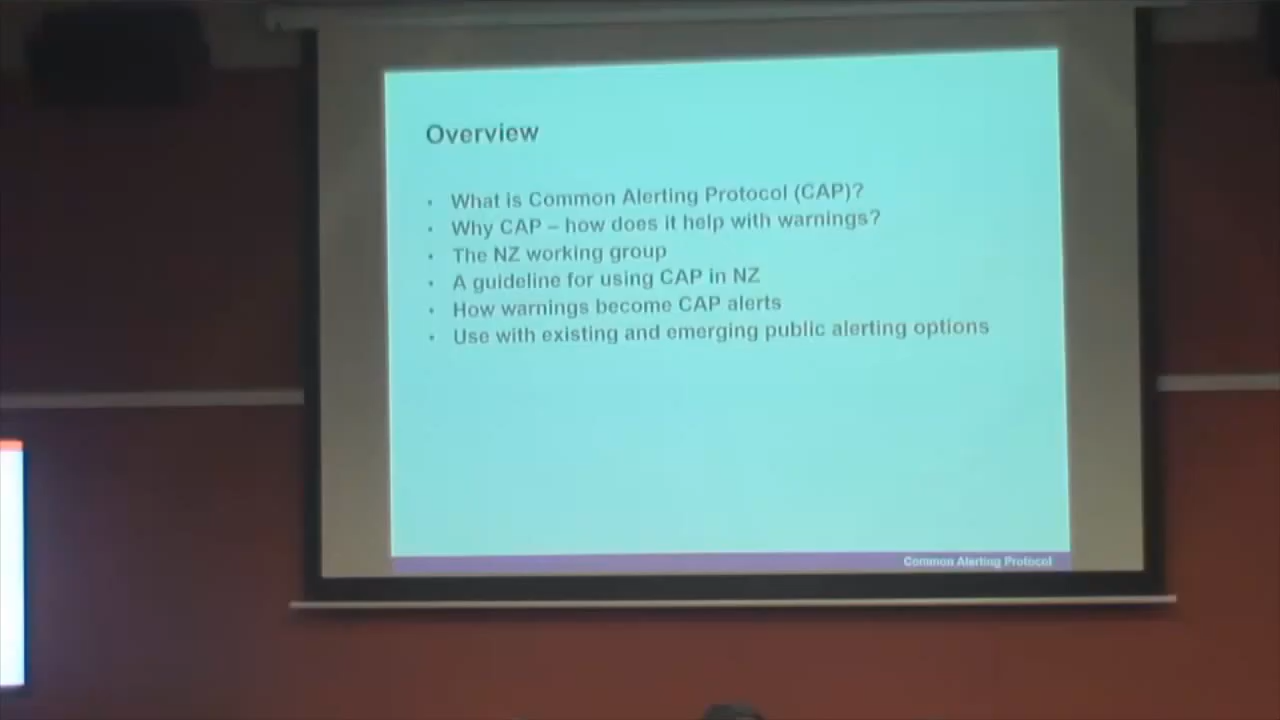 Overview
• What is Common Alerting Protocol (CAP)?
• Why CAP – how does it help with warnings?
• The NZ working group
• A guideline for using CAP in NZ
• How warnings become CAP alerts
• Use with existing and emerging public alerting options
Common Alerting Protocol